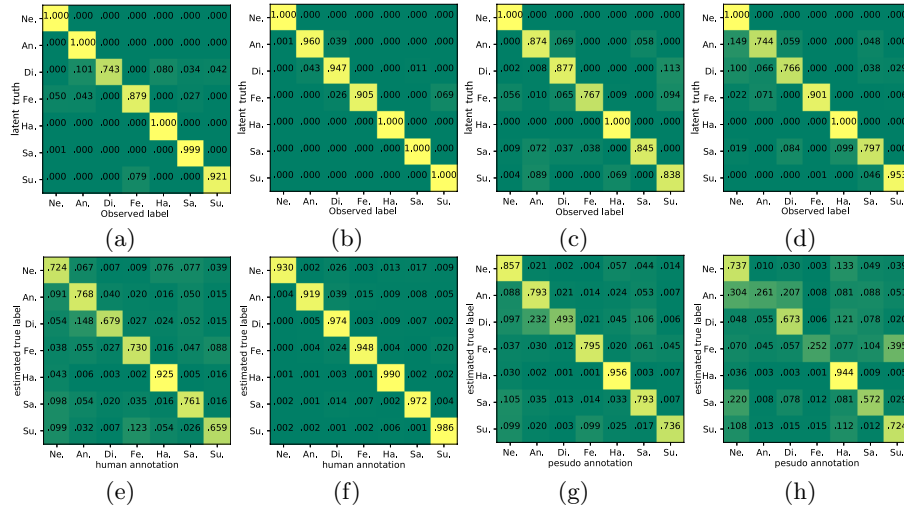 latent truth
Ne. 1.000 .000 .000 .000 .000 .000 .000
An. .000 1.000 .000 .000 .000 .000 .000
Di. .000 .101 .743 .000 .080 .034 .042
Fe. .050 .043 .000 .879 .000 .027 .000
Ha. .000 .000 .000 .000 1.000 .000 .000
Sa. .001 .000 .000 .000 .000 .999 .000
Su. .000 .000 .000 .079 .000 .000 .921
Ne. An. Di. Fe. Ha. Sa. Su.
Observed label
(a)
latent truth
Ne. 1.000 .000 .000 .000 .000 .000 .000
An. .001 .960 .039 .000 .000 .000 .000
Di. .000 .043 .947 .000 .000 .011 .000
Fe. .000 .000 .026 .905 .000 .000 .069
Ha. .000 .000 .000 .000 1.000 .000 .000
Sa. .000 .000 .000 .000 .000 1.000 .000
Su. .000 .000 .000 .000 .000 .000 1.000
Ne. An. Di. Fe. Ha. Sa. Su.
Observed label
(b)
latent truth
Ne. 1.000 .000 .000 .000 .000 .000 .000
An. .000 .874 .069 .000 .000 .058 .000
Di. .002 .008 .877 .000 .000 .000 .113
Fe. .056 .010 .065 .767 .009 .000 .094
Ha. .000 .000 .000 .000 1.000 .000 .000
Sa. .009 .072 .037 .038 .000 .845 .000
Su. .004 .089 .000 .000 .069 .000 .838
Ne. An. Di. Fe. Ha. Sa. Su.
Observed label
(c)
latent truth
Ne. 1.000 .000 .000 .000 .000 .000 .000
An. .149 .744 .059 .000 .000 .048 .000
Di. .100 .066 .766 .000 .000 .038 .029
Fe. .022 .071 .000 .901 .006 .000 .000
Ha. .000 .000 .000 .000 1.000 .000 .000
Sa. .019 .000 .084 .000 .099 .797 .000
Su. .000 .000 .000 .001 .000 .046 .953
Ne. An. Di. Fe. Ha. Sa. Su.
Observed label
(d)
estimated true label
Ne. .724 .067 .007 .009 .076 .077 .039
An. .091 .768 .040 .020 .016 .050 .015
Di. .054 .148 .679 .027 .024 .052 .015
Fe. .038 .055 .027 .730 .016 .047 .088
Ha. .043 .006 .003 .002 .925 .016 .005
Sa. .098 .054 .020 .035 .016 .761 .016
Su. .099 .032 .007 .123 .054 .026 .659
Ne. An. Di. Fe. Ha. Sa. Su.
human annotation
(e)
estimated true label
Ne. .930 .002 .026 .003 .013 .017 .009
An. .004 .919 .039 .015 .009 .008 .005
Di. .003 .002 .974 .002 .010 .007 .002
Fe. .000 .004 .024 .948 .004 .000 .020
Ha. .001 .001 .003 .000 .990 .002 .002
Sa. .002 .003 .014 .001 .003 .972 .004
Su. .002 .002 .001 .002 .006 .001 .986
Ne. An. Di. Fe. Ha. Sa. Su.
human annotation
(f)
estimated true label
Ne. .857 .021 .002 .004 .057 .044 .014
An. .088 .793 .021 .014 .024 .053 .007
Di. .097 .232 .493 .021 .045 .106 .006
Fe. .037 .030 .012 .795 .020 .061 .045
Ha. .030 .002 .001 .002 .956 .007 .003
Sa. .105 .035 .013 .014 .032 .793 .007
Su. .099 .020 .003 .099 .025 .017 .736
Ne. An. Di. Fe. Ha. Sa. Su.
pesudo annotation
(g)
estimated true label
Ne. .737 .010 .030 .003 .133 .049
An. .304 .261 .207 .008 .081 .088
Di. .048 .055 .673 .006 .121 .078
Fe. .070 .045 .057 .252 .077 .104 .395
Ha. .036 .003 .003 .001 .944 .009
Sa. .220 .008 .078 .012 .081 .572
Su. .108 .013 .015 .015 .112 .012 .724
Ne. An. Di. Fe. Ha. Sa. Su.
pesudo annotation
(h)